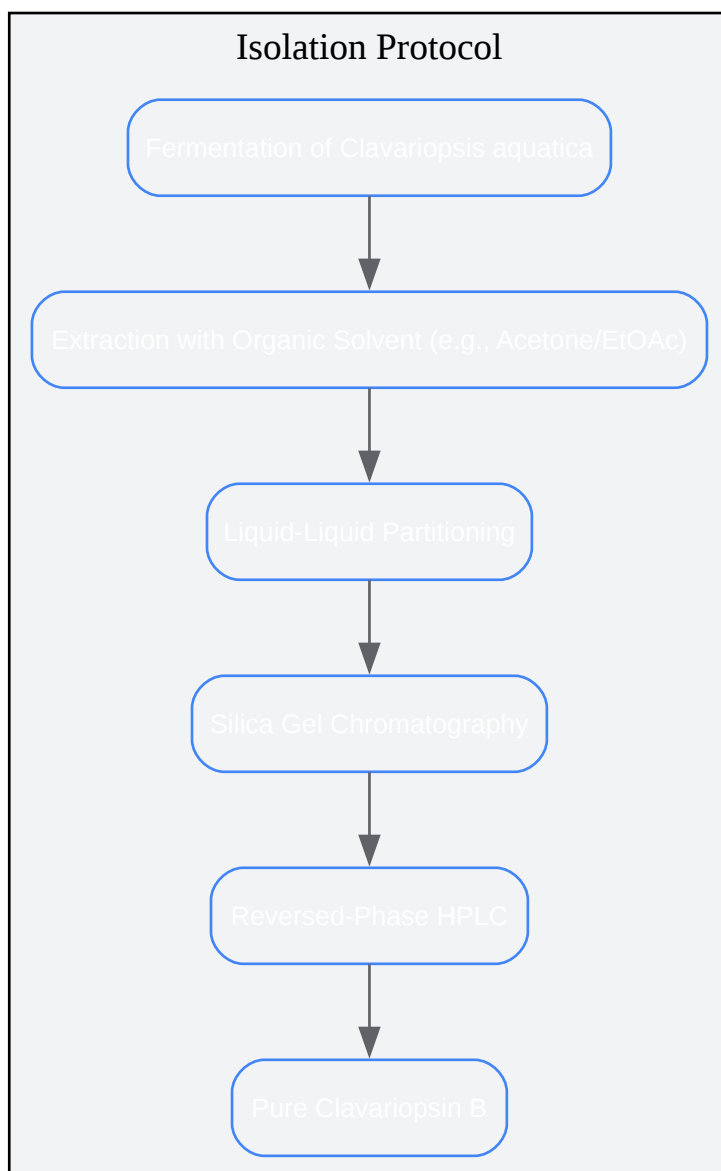 Isolation Protocol
Fermentation of Clavariopsis aquatica
Extraction with Organic Solvent (e.g., Acetone/EtOAc)
Liquid-Liquid Partitioning
Silica Gel Chromatography
Reversed-Phase HPLC
Pure Clavariopsin B